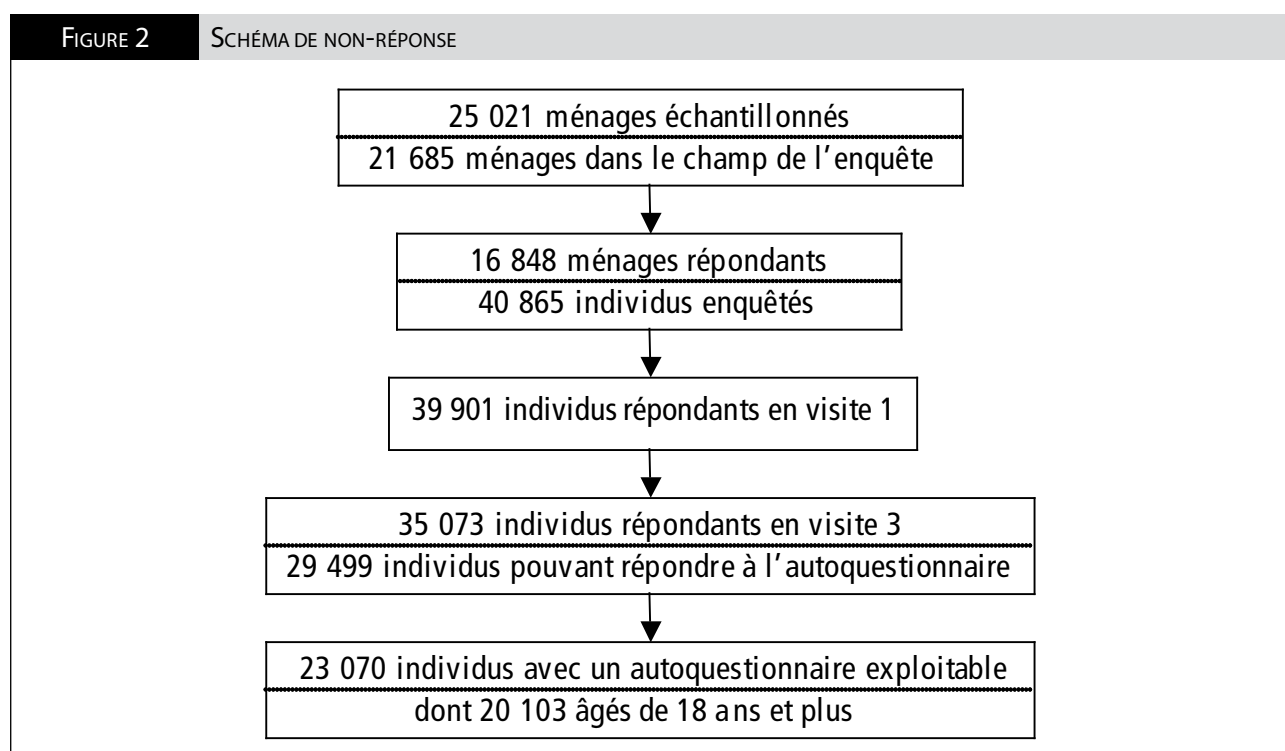 FIGURE 2 SCHÉMA DE NON-RÉPONSE
25 021 ménages échantillonnés
21 685 ménages dans le champ de l'enquête
16 848 ménages répondants
40 865 individus enquêtés
39 901 individus répondants en visite 1
35 073 individus répondants en visite 3
29 499 individus pouvant répondre à l'autoquestionnaire
23 070 individus avec un autoquestionnaire exploitable
dont 20 103 âgés de 18 ans et plus